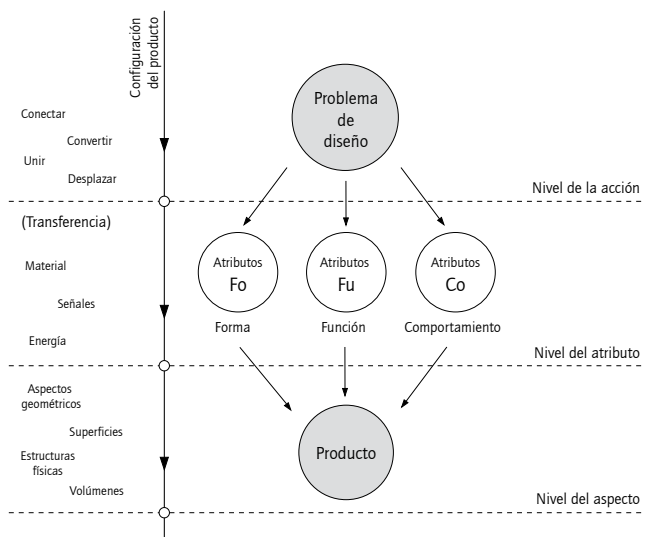 Configuración
del producto
Problema
de
diseño
Conectar
Convertir
Unir
Desplazar
Nivel de la acción
(Transferencia)
Material
Señales
Energía
Atributos
Fo
Forma
Atributos
Fu
Función
Atributos
Co
Comportamiento
Nivel del atributo
Aspectos
geométricos
Superficies
Estructuras
físicas
Volúmenes
Producto
Nivel del aspecto